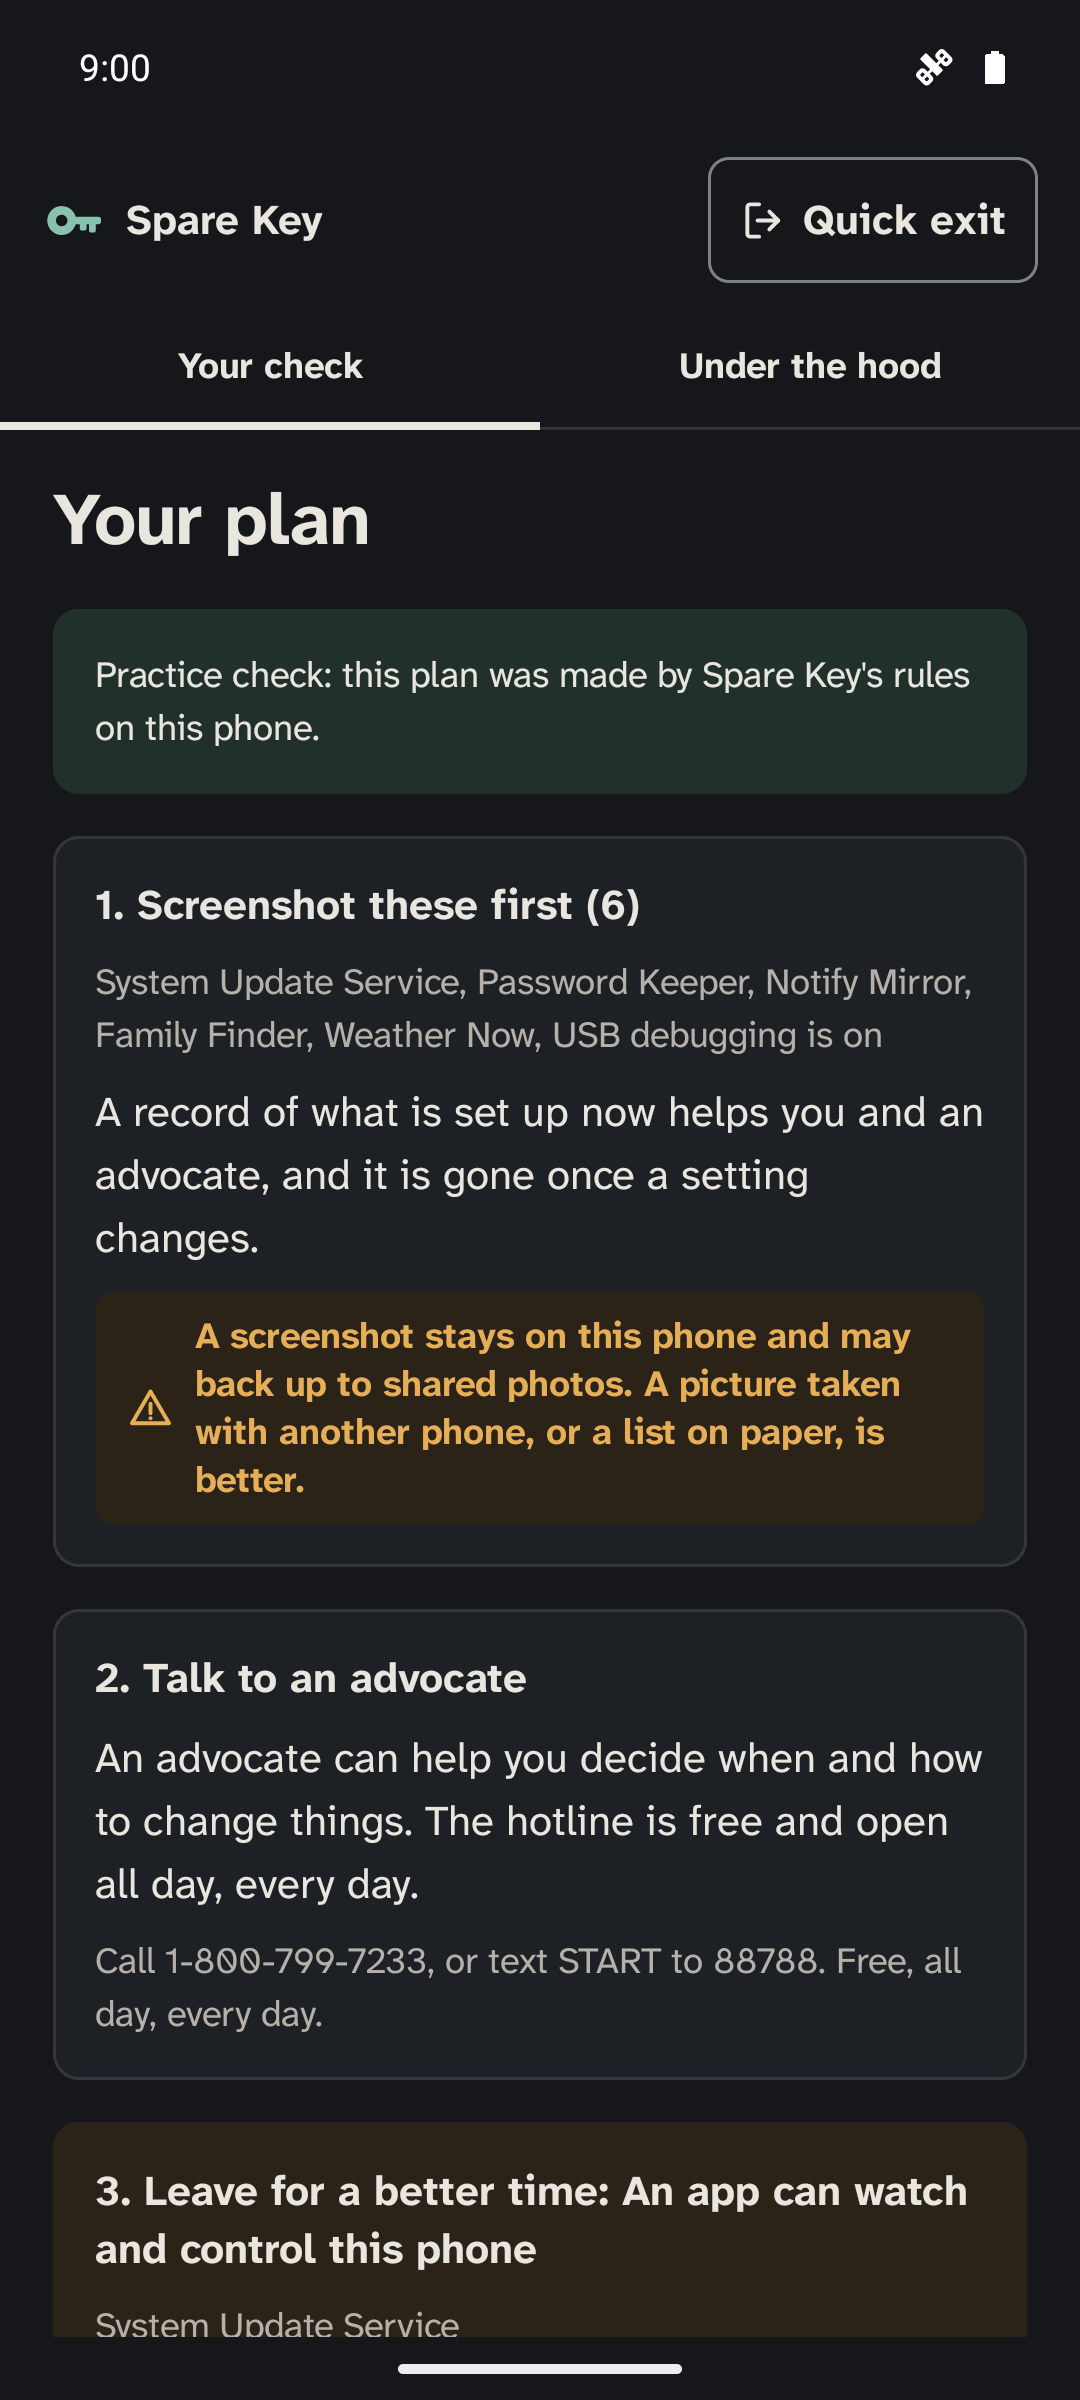 9:00
Spare Key
Quick exit
Your check
Under the hood
Your plan
Practice check: this plan was made by Spare Key's rules
on this phone.
1. Screenshot these first (6)
System Update Service, Password Keeper, Notify Mirror,
Family Finder, Weather Now, USB debugging is on
A record of what is set up now helps you and an
advocate, and it is gone once a setting
changes.
A screenshot stays on this phone and may
back up to shared photos. A picture taken
with another phone, or a list on paper, is
better.
2. Talk to an advocate
An advocate can help you decide when and how
to change things. The hotline is free and open
all day, every day.
Call 1-800-799-7233, or text START to 88788. Free, all
day, every day.
3. Leave for a better time: An app can watch
and control this phone
System Update Service